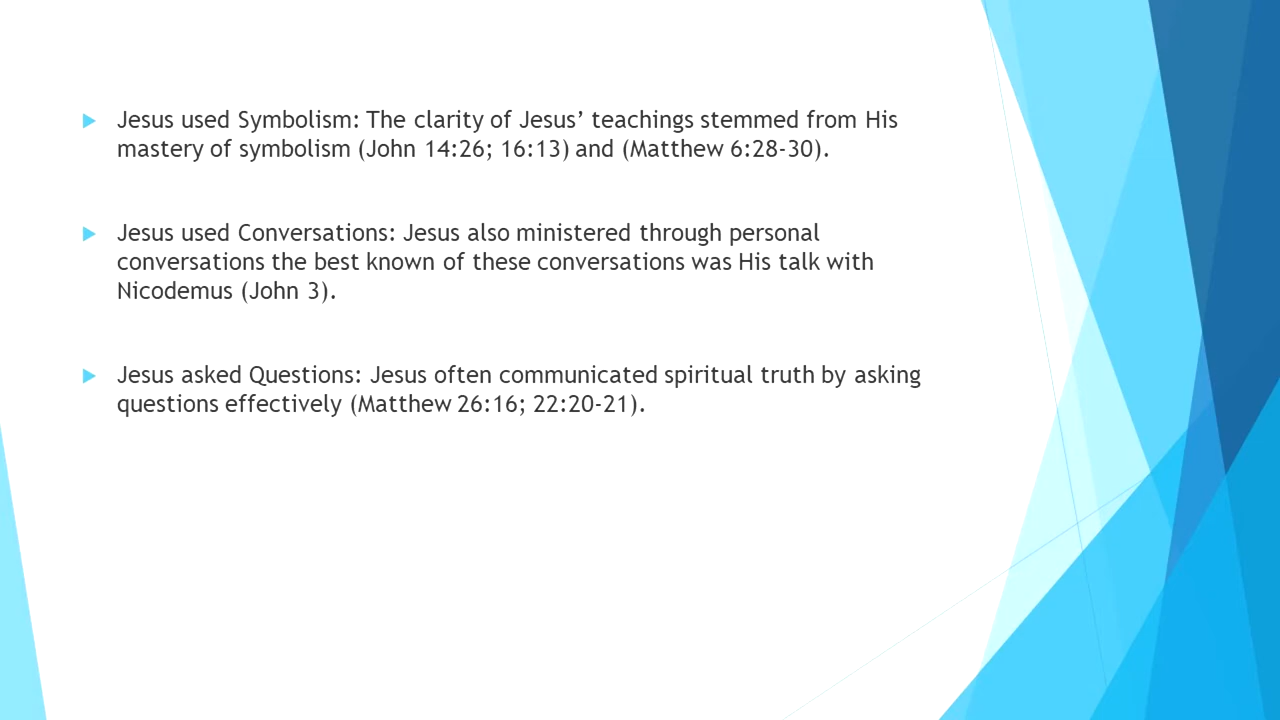 Jesus used Symbolism: The clarity of Jesus’ teachings stemmed from His
mastery of symbolism (John 14:26; 16:13) and (Matthew 6:28-30).
Jesus used Conversations: Jesus also ministered through personal
conversations the best known of these conversations was His talk with
Nicodemus (John 3).
Jesus asked Questions: Jesus often communicated spiritual truth by asking
questions effectively (Matthew 26:16; 22:20-21).